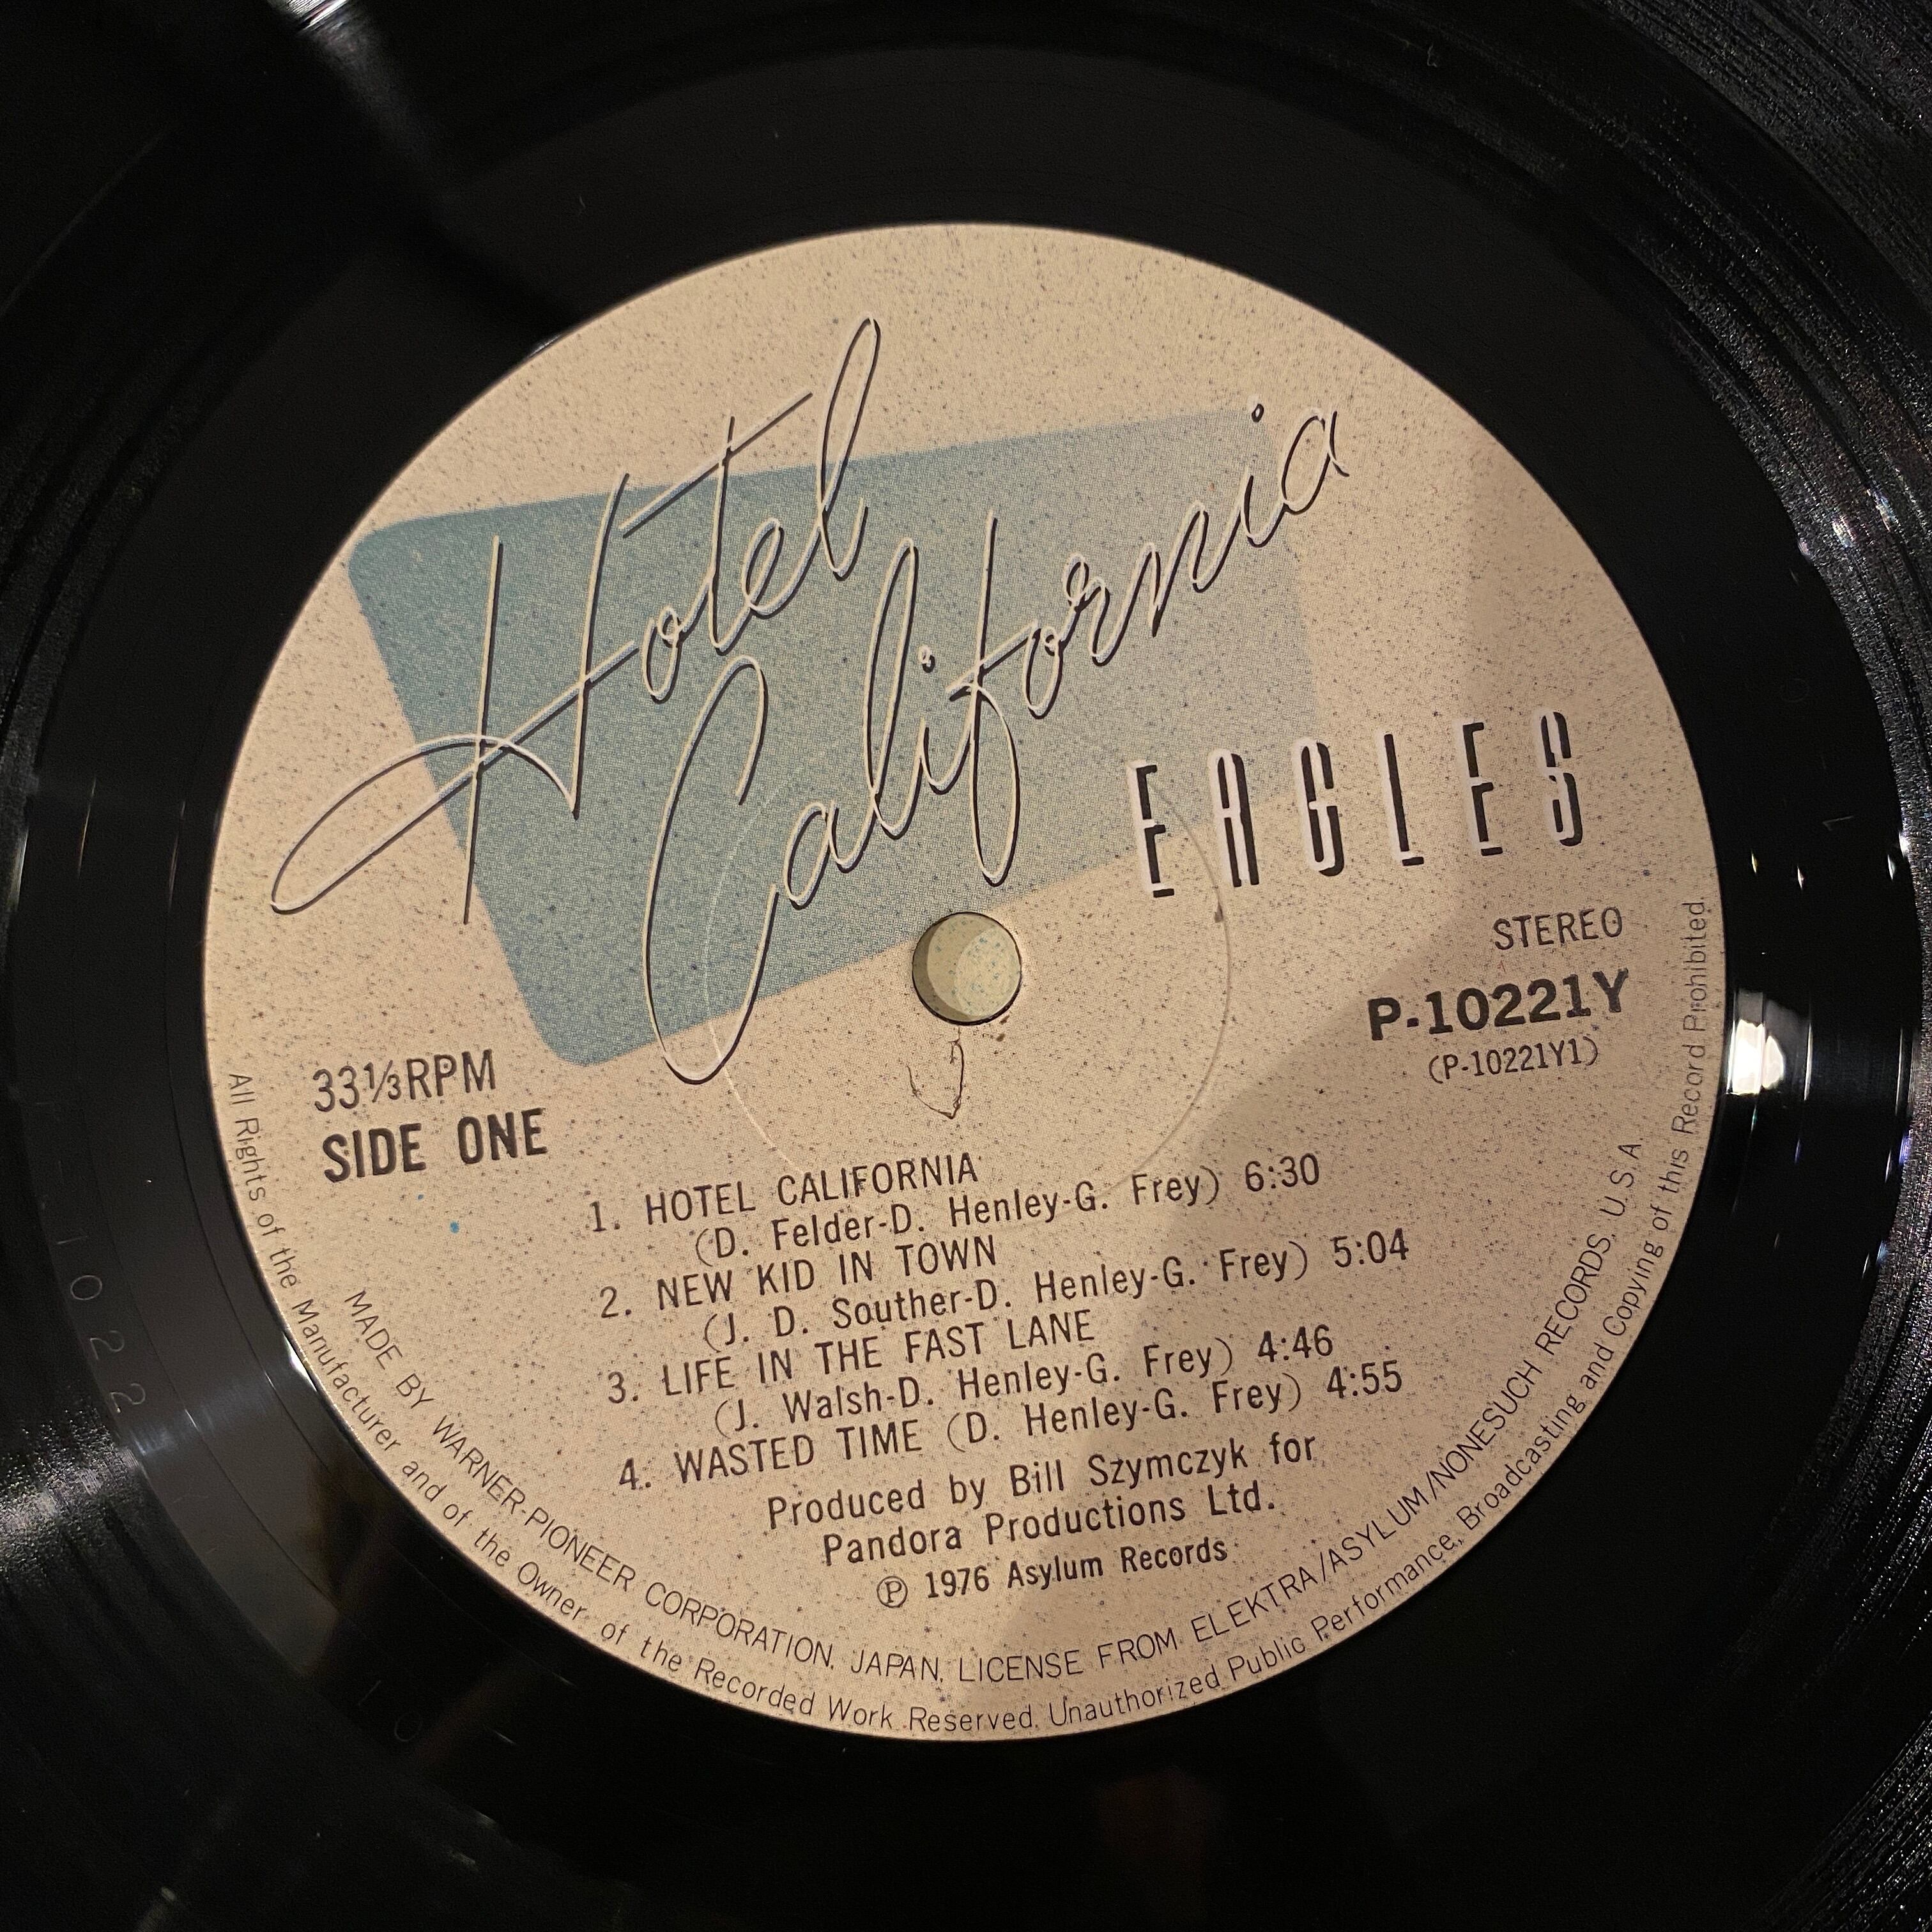 Hotel
California
EAGLES
STEREO
P-10221Y
(P-10221Y1)
33⅓RPM
SIDE ONE
1. HOTEL CALIFORNIA
(D. Felder-D. Henley-G. Frey) 6:30
2. NEW KID IN TOWN
(J. D. Souther-D. Henley-G. Frey) 5:04
3. LIFE IN THE FAST LANE
(J. Walsh-D. Henley-G. Frey) 4:46
4. WASTED TIME (D. Henley-G. Frey) 4:55
Produced by Bill Szymczyk for
Pandora Productions Ltd.
Ⓟ 1976 Asylum Records
MADE BY WARNER-PIONEER CORPORATION, JAPAN, LICENSE FROM ELEKTRA/ASYLUM/NONESUCH RECORDS, U.S.A
All Rights of the Manufacturer and of the Owner of the Recorded Work Reserved. Unauthorized Public Performance, Broadcasting and Copying of this Record Prohibited.